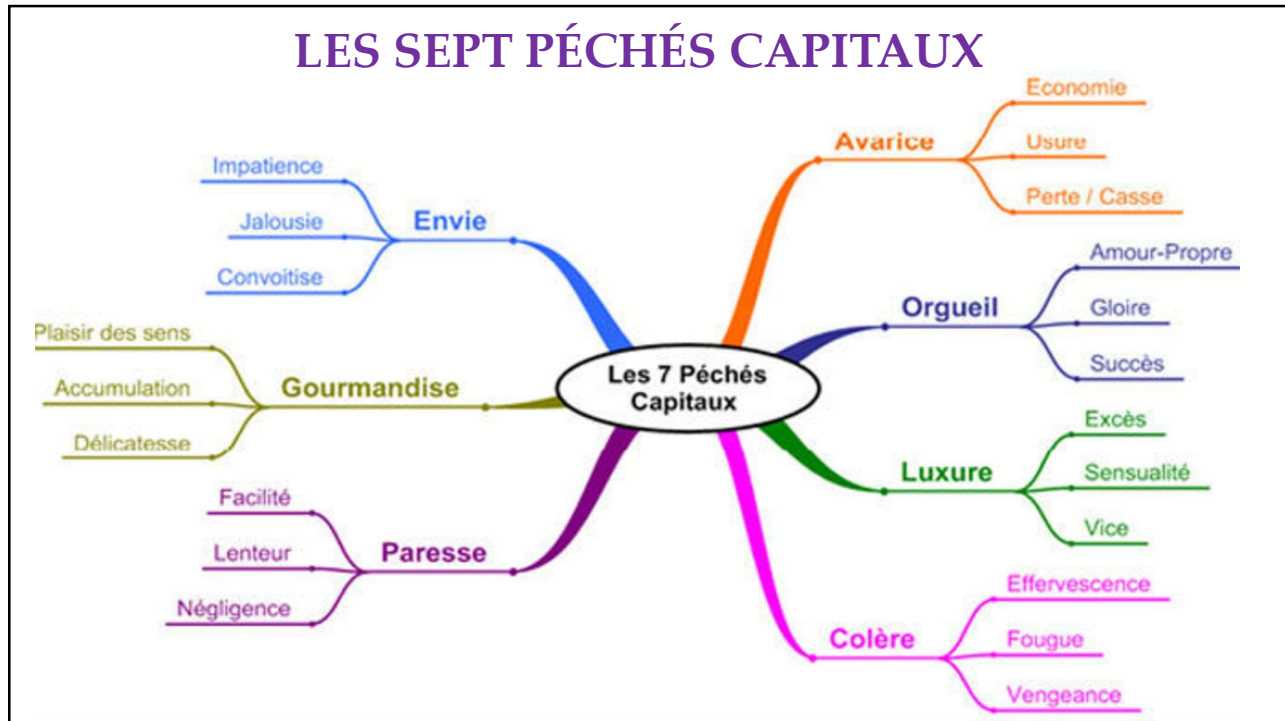 LES SEPT PÉCHÉS CAPITAUX
Les 7 Péchés
Capitaux
Avarice
Economie
Usure
Perte / Casse
Orgueil
Amour-Propre
Gloire
Succès
Luxure
Excès
Sensualité
Vice
Colère
Effervescence
Fougue
Vengeance
Envie
Impatience
Jalousie
Convoitise
Gourmandise
Plaisir des sens
Accumulation
Délicatesse
Paresse
Facilité
Lenteur
Négligence